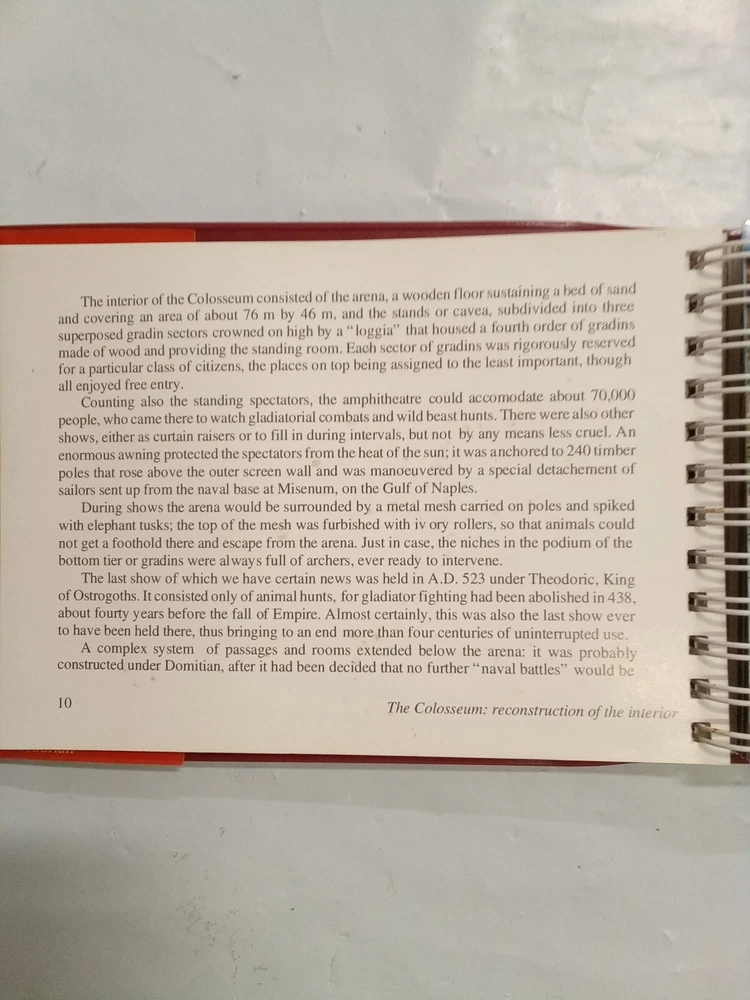 The interior of the Colosseum consisted of the arena, a wooden floor sustaining a bed of sand
and covering an area of about 76 m by 46 m, and the stands or cavea, subdivided into three
superposed gradin sectors crowned on high by a "loggia" that housed a fourth order of gradins
made of wood and providing the standing room. Each sector of gradins was rigorously reserved
for a particular class of citizens, the places on top being assigned to the least important, though
all enjoyed free entry.
Counting also the standing spectators, the amphitheatre could accomodate about 70,000
people, who came there to watch gladiatorial combats and wild beast hunts. There were also other
shows, either as curtain raisers or to fill in during intervals, but not by any means less cruel. An
enormous awning protected the spectators from the heat of the sun; it was anchored to 240 timber
poles that rose above the outer screen wall and was manoeuvered by a special detachement of
sailors sent up from the naval base at Misenum, on the Gulf of Naples.
During shows the arena would be surrounded by a metal mesh carried on poles and spiked
with elephant tusks; the top of the mesh was furbished with iv ory rollers, so that animals could
not get a foothold there and escape from the arena. Just in case, the niches in the podium of the
bottom tier or gradins were always full of archers, ever ready to intervene.
The last show of which we have certain news was held in A.D. 523 under Theodoric, King
of Ostrogoths. It consisted only of animal hunts, for gladiator fighting had been abolished in 438,
about fourty years before the fall of Empire. Almost certainly, this was also the last show ever
to have been held there, thus bringing to an end more than four centuries of uninterrupted use.
A complex system of passages and rooms extended below the arena: it was probably
constructed under Domitian, after it had been decided that no further "naval battles" would be
10
The Colosseum: reconstruction of the interior